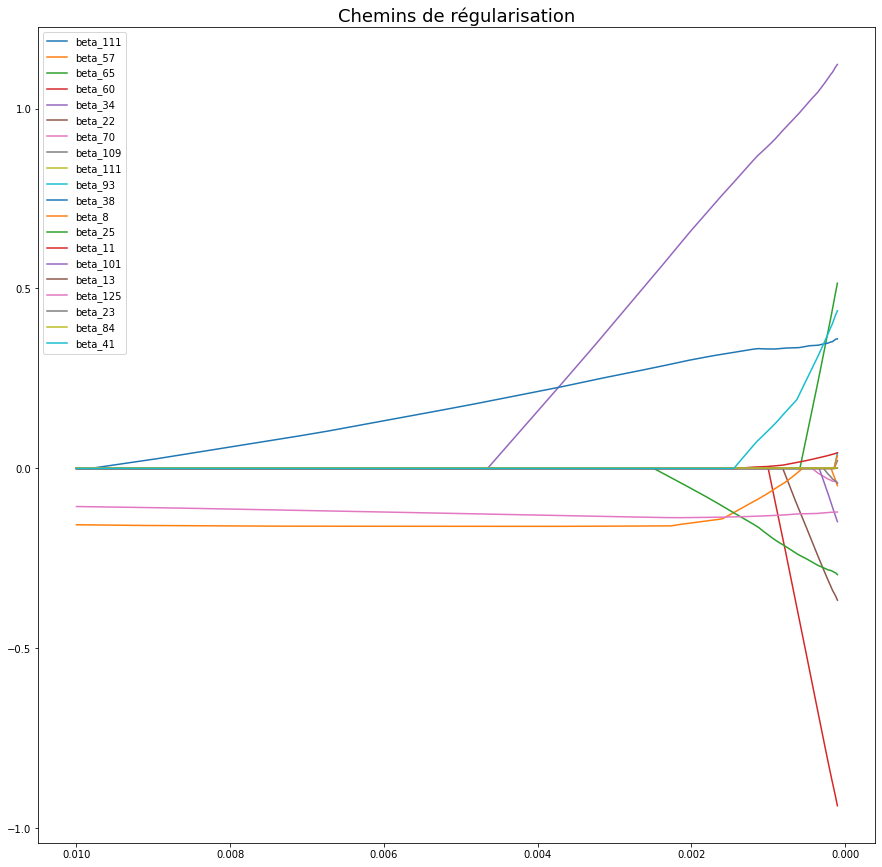 Chemins de régularisation
beta_111
beta_57
beta_65
beta_60
beta_34
beta_22
beta_70
beta_109
beta_111
beta_93
beta_38
beta_8
beta_25
beta_11
beta_101
beta_13
beta_125
beta_23
beta_84
beta_41
1.0
0.5
0.0
−0.5
−1.0
0.010 0.008 0.006 0.004 0.002 0.000